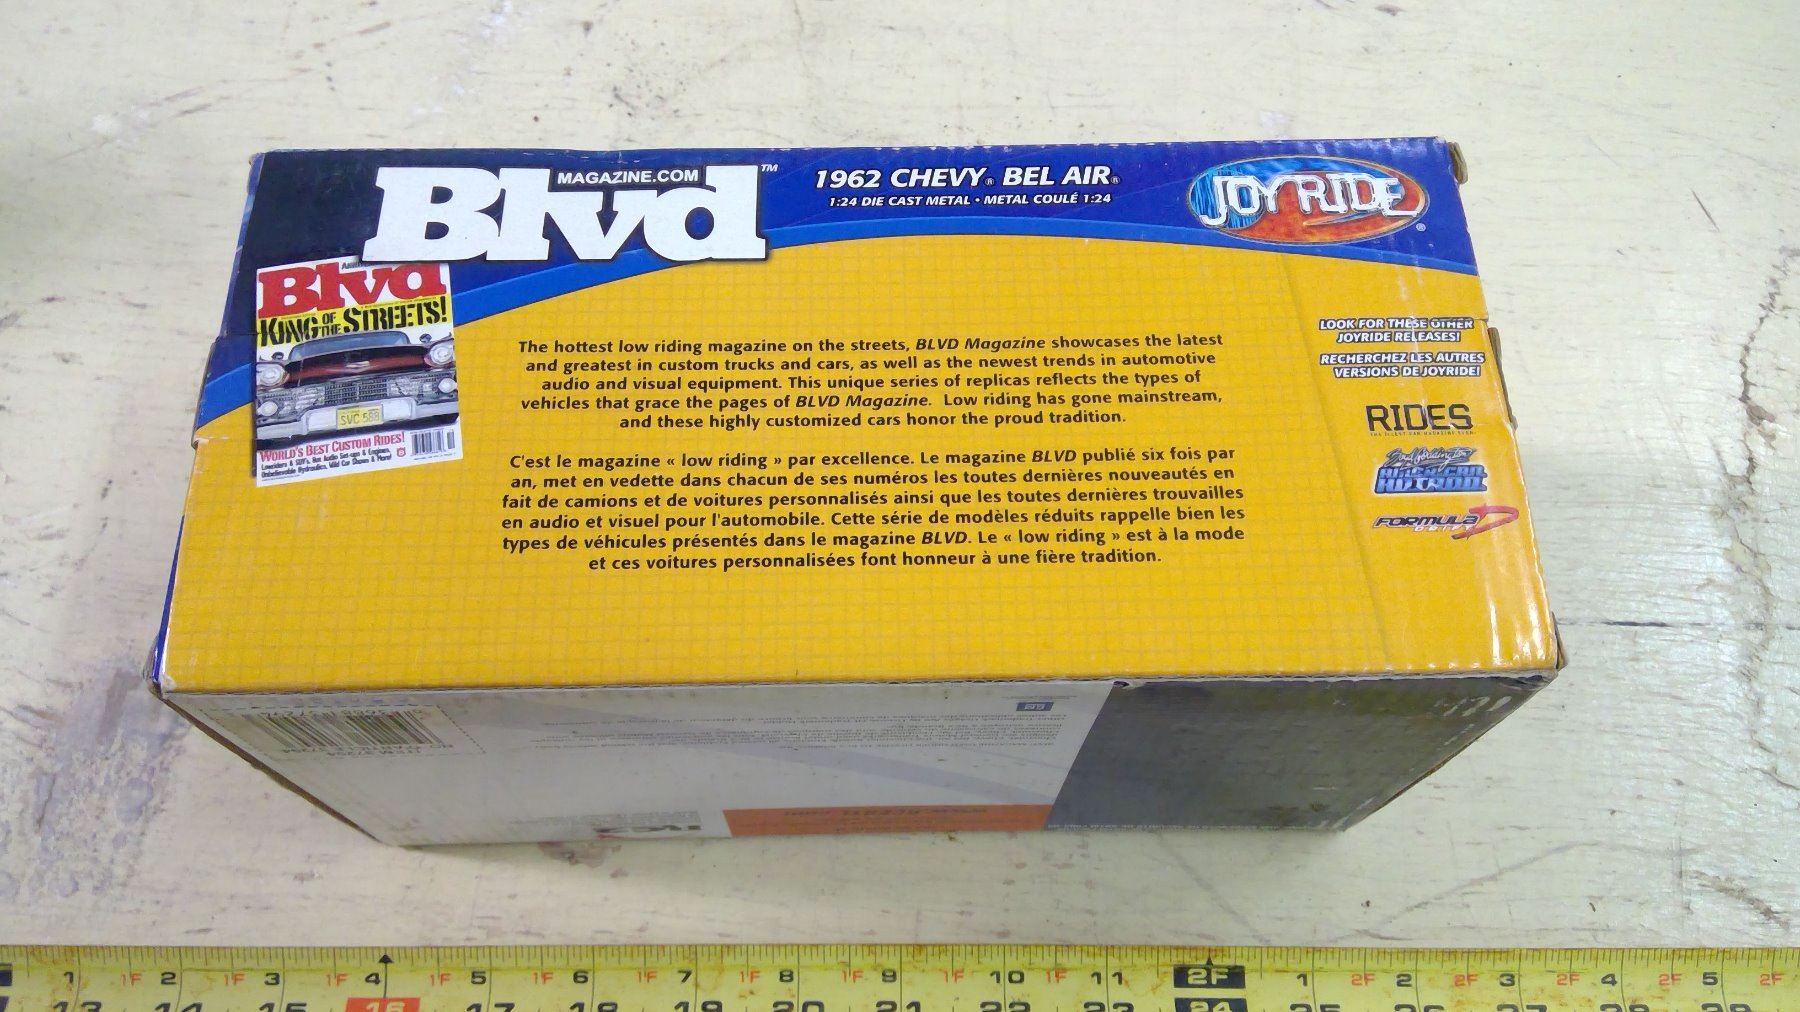 Blvd
MAGAZINE.COM
TM
1962 CHEVY® BEL AIR®
1:24 DIE CAST METAL • METAL COULÉ 1:24
JOYRIDE
®
Blvd
KING OF THE STREETS!
SVC 588
WORLD'S BEST CUSTOM RIDES!
The hottest low riding magazine on the streets, BLVD Magazine showcases the latest
and greatest in custom trucks and cars, as well as the newest trends in automotive
audio and visual equipment. This unique series of replicas reflects the types of
vehicles that grace the pages of BLVD Magazine. Low riding has gone mainstream,
and these highly customized cars honor the proud tradition.
C'est le magazine « low riding » par excellence. Le magazine BLVD publié six fois par
an, met en vedette dans chacun de ses numéros les toutes dernières nouveautés en
fait de camions et de voitures personnalisés ainsi que les toutes dernières trouvailles
en audio et visuel pour l'automobile. Cette série de modèles réduits rappelle bien les
types de véhicules présentés dans le magazine BLVD. Le « low riding » est à la mode
et ces voitures personnalisées font honneur à une fière tradition.
LOOK FOR THESE OTHER
JOYRIDE RELEASES!
RECHERCHEZ LES AUTRES
VERSIONS DE JOYRIDE!
RIDES
Boyd Coddington
AMERICAN
HOTROD
FORMULA D
DRIFT
GM
1 1F 2 1F 3 1F 4 1F 5 1F 6 1F 7 1F 8 1F 9 1F 10 1F 11 2F 1 2F 2 2F 3 2F 4 2F 5 2F
13 14 15 16 17 18 19 20 21 22 23 24 25 26 27 28 29